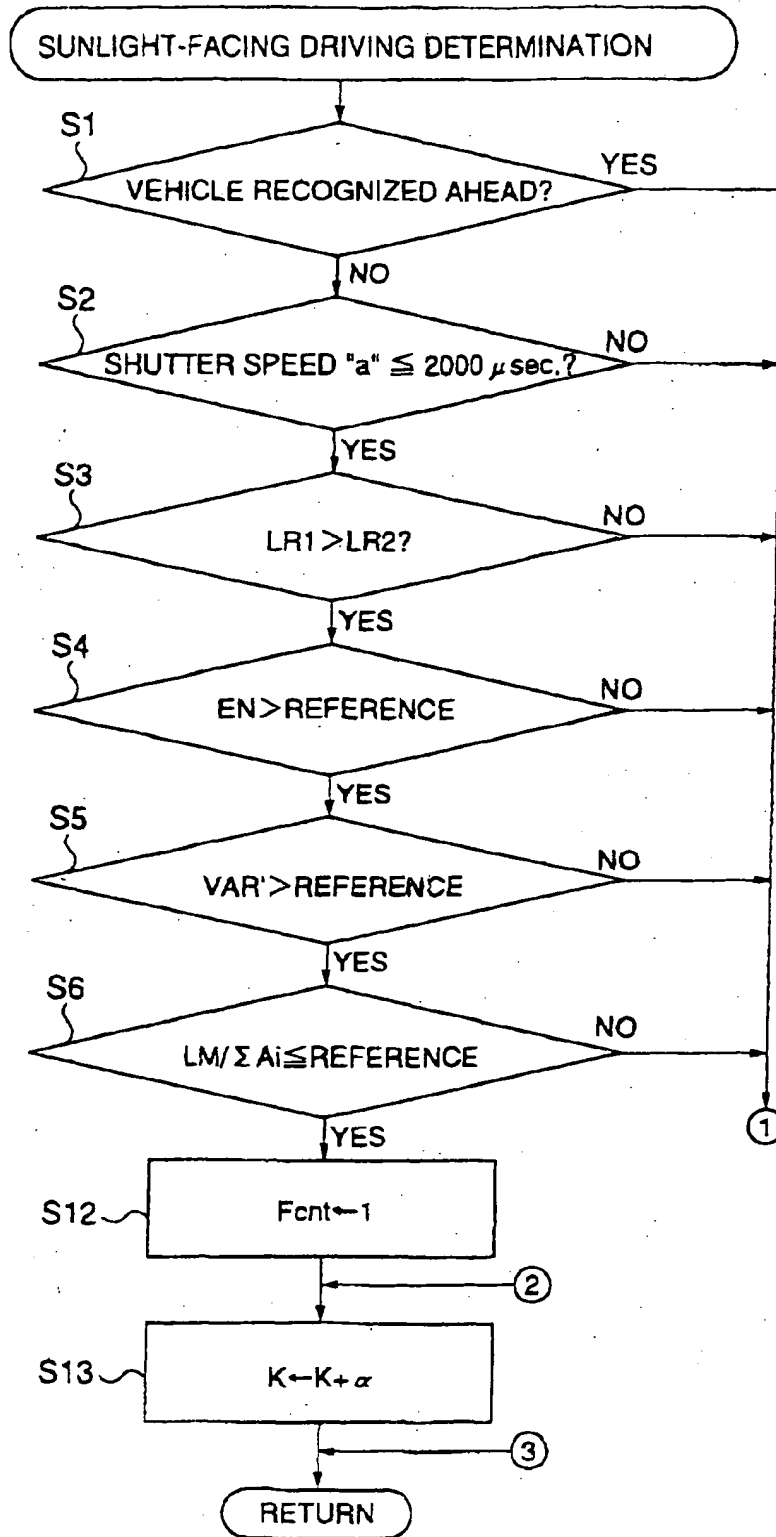 SUNLIGHT-FACING DRIVING DETERMINATION
S1
VEHICLE RECOGNIZED AHEAD?
YES
NO
S2
SHUTTER SPEED "a" ≦ 2000 μsec.?
NO
YES
S3
LR1>LR2?
NO
YES
S4
EN>REFERENCE
NO
YES
S5
VAR'>REFERENCE
NO
YES
S6
LM/ΣAi≦REFERENCE
NO
①
YES
S12
Fcnt←1
②
S13
K←K+α
③
RETURN